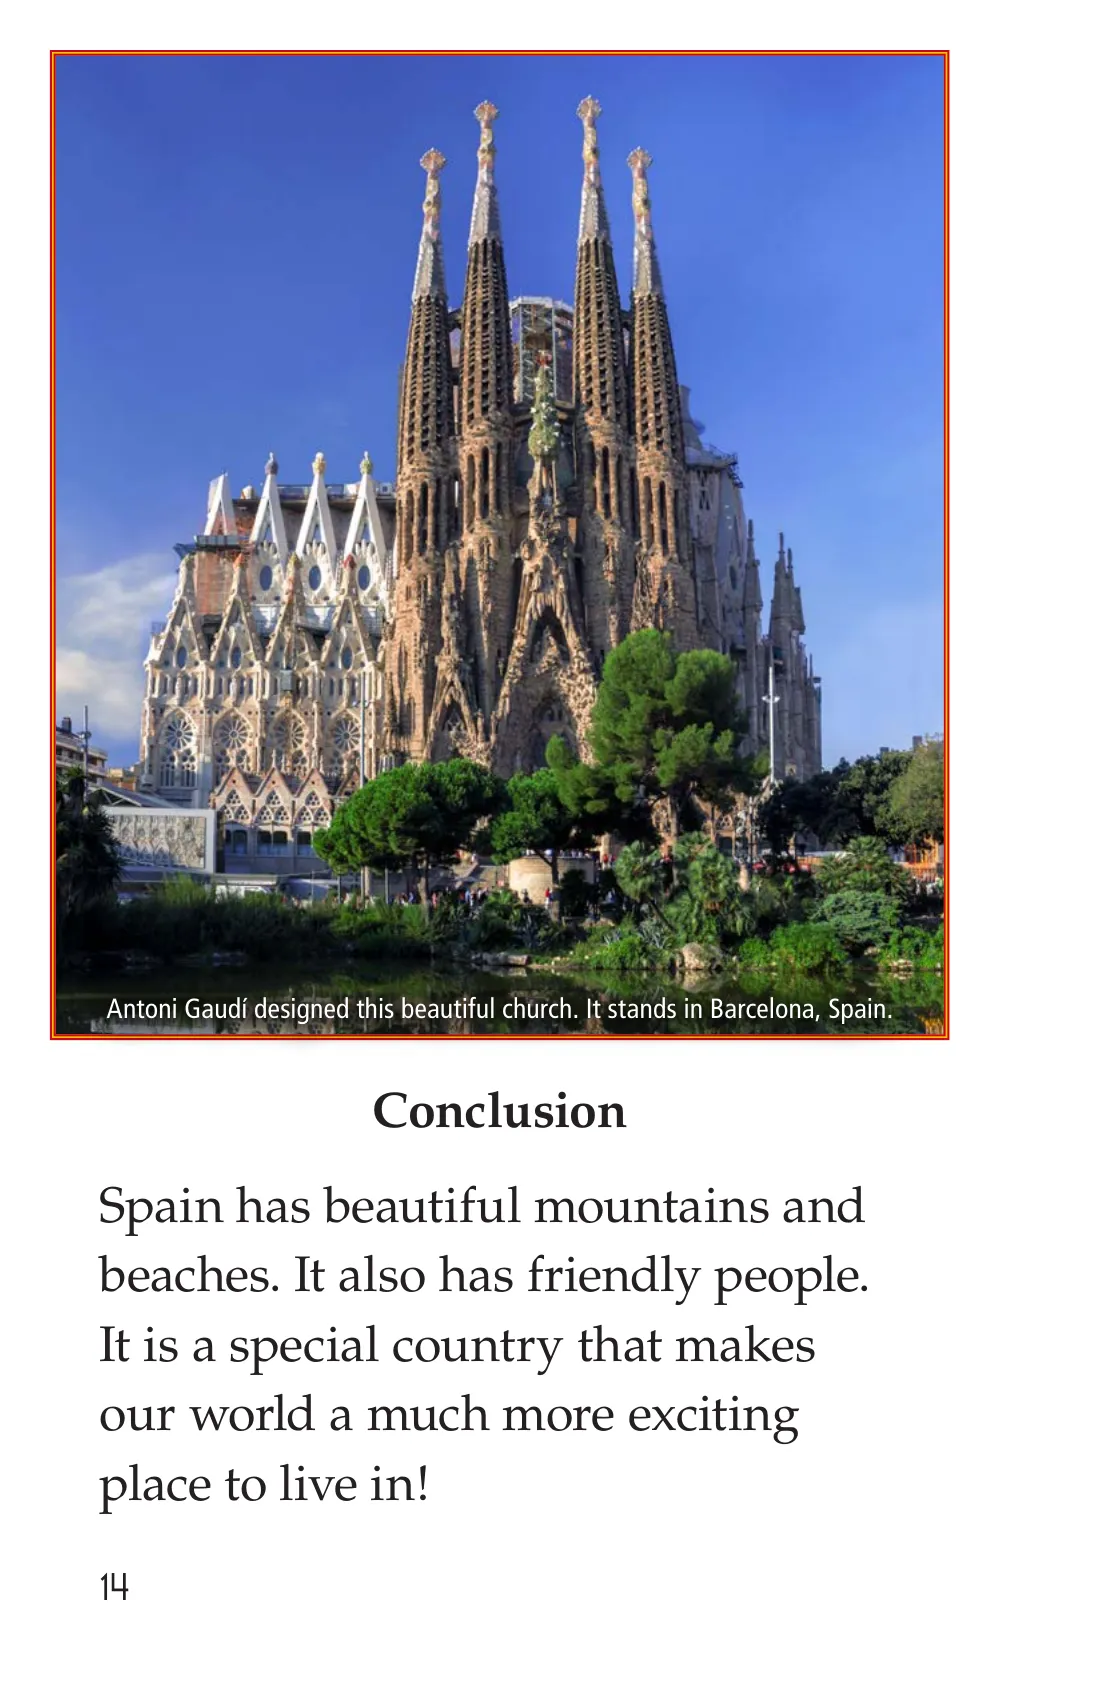 Antoni Gaudí designed this beautiful church. It stands in Barcelona, Spain.
Conclusion
Spain has beautiful mountains and
beaches. It also has friendly people.
It is a special country that makes
our world a much more exciting
place to live in!
14